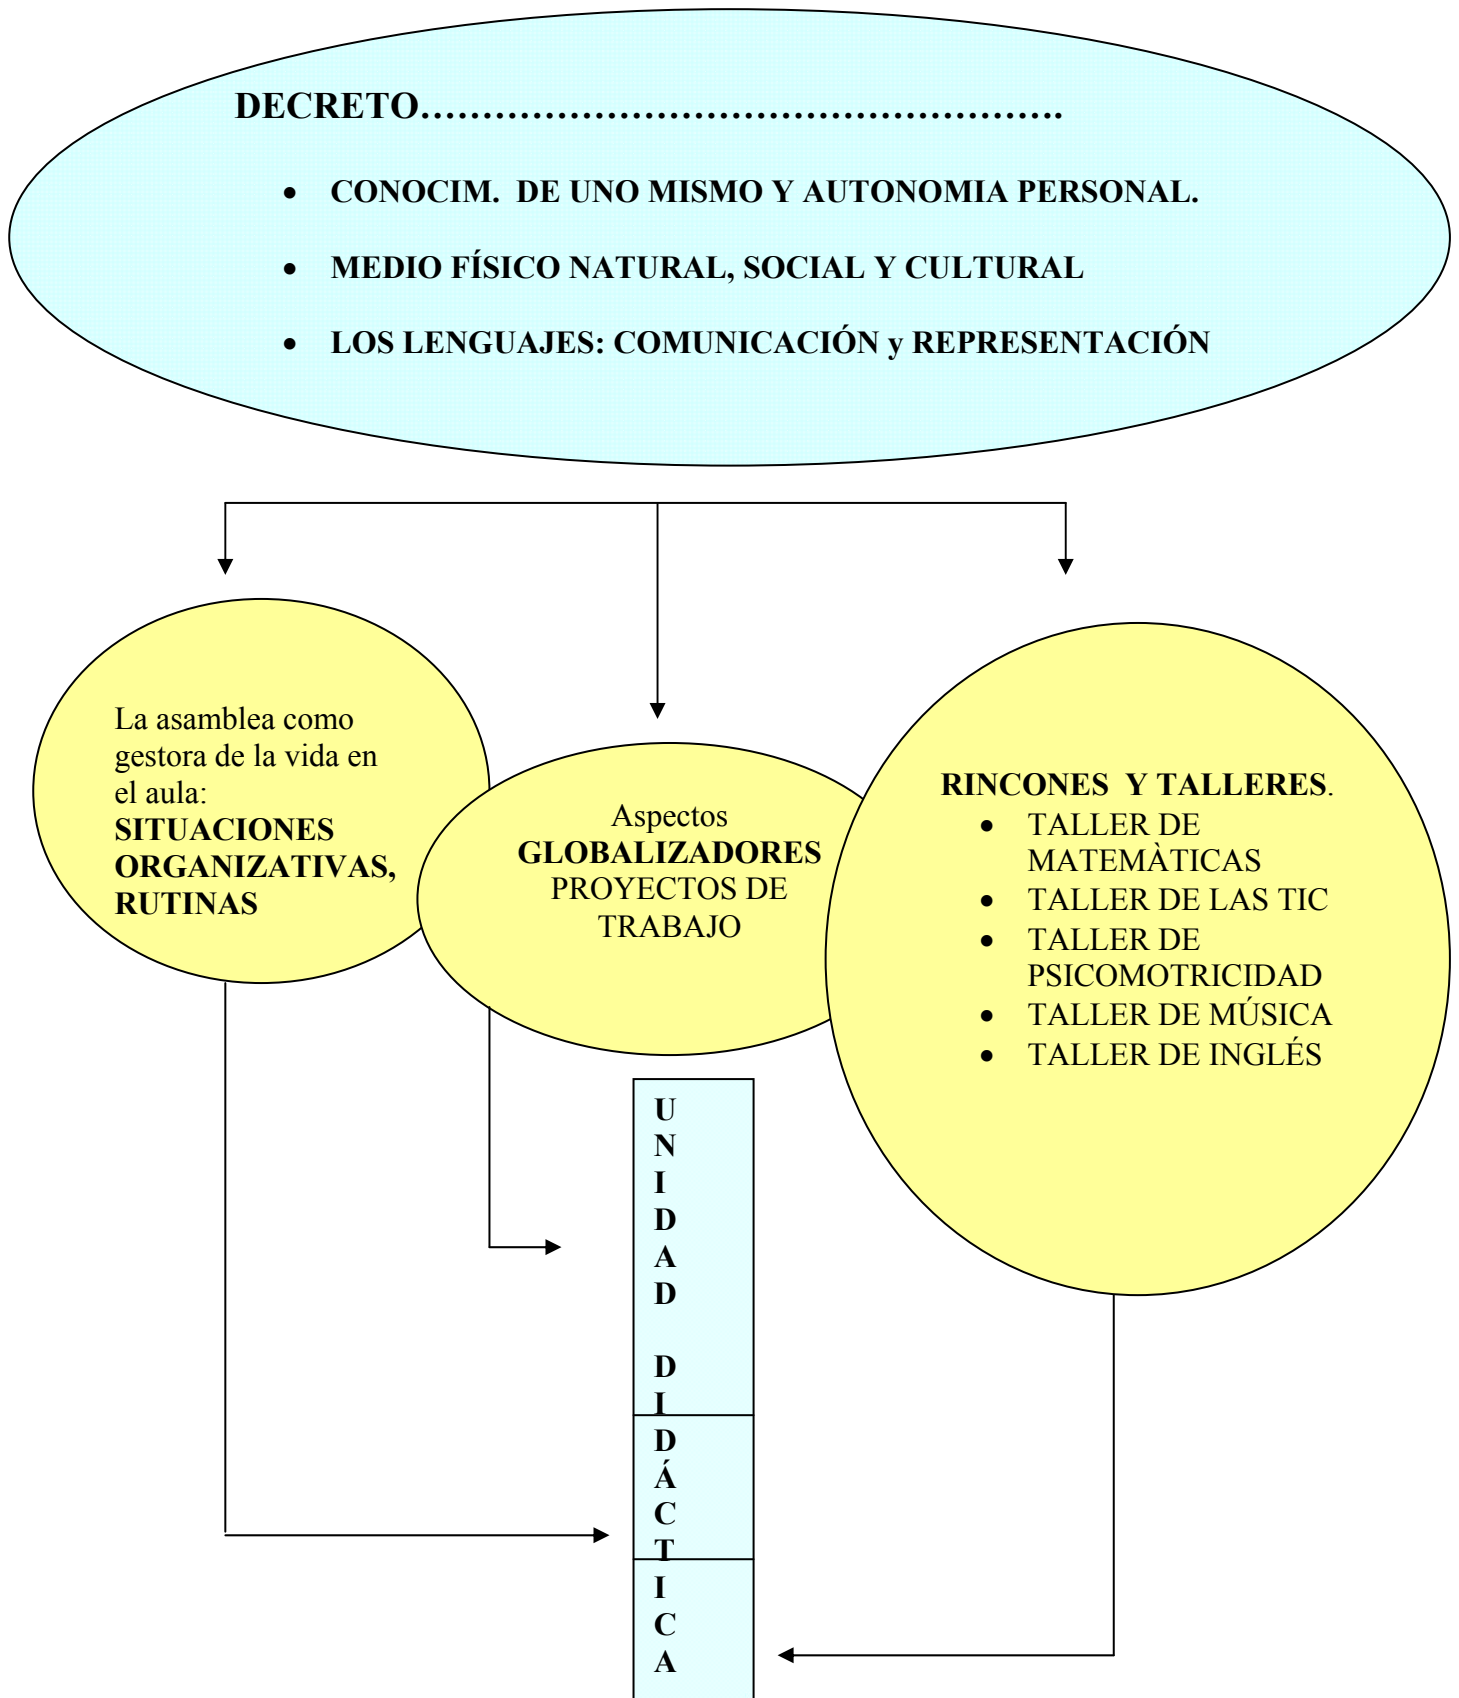 DECRETO…………………………………………….
• CONOCIM. DE UNO MISMO Y AUTONOMIA PERSONAL.
• MEDIO FÍSICO NATURAL, SOCIAL Y CULTURAL
• LOS LENGUAJES: COMUNICACIÓN y REPRESENTACIÓN
La asamblea como
gestora de la vida en
el aula:
SITUACIONES
ORGANIZATIVAS,
RUTINAS
Aspectos
GLOBALIZADORES
PROYECTOS DE
TRABAJO
RINCONES Y TALLERES.
• TALLER DE
MATEMÀTICAS
• TALLER DE LAS TIC
• TALLER DE
PSICOMOTRICIDAD
• TALLER DE MÚSICA
• TALLER DE INGLÉS
U
N
I
D
A
D
D
I
D
Á
C
T
I
C
A